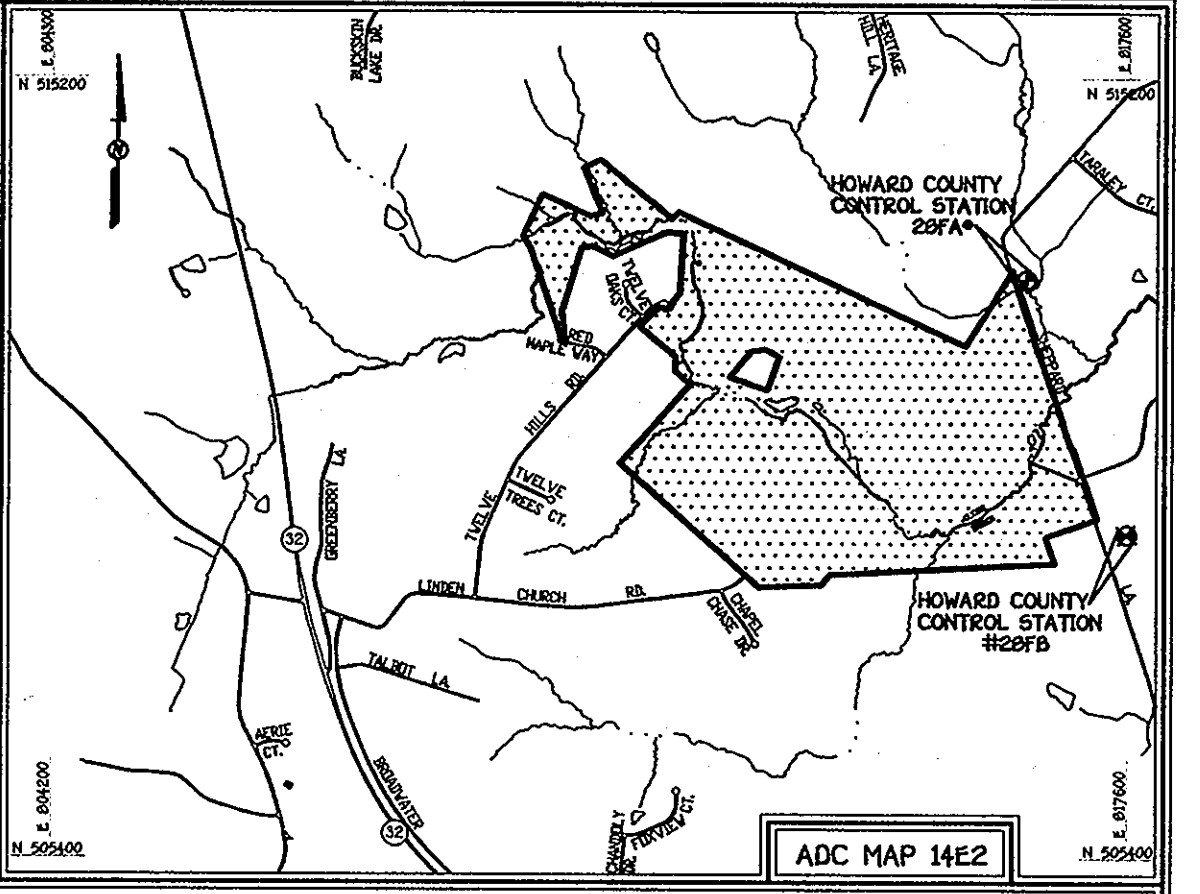 E 804300
N 515200
BUCKSKIN
LAKE DR.
HERITAGE
HILL LA.
E 817600
N 515200
TARALEY CT.
HOWARD COUNTY
CONTROL STATION
28FA
TWELVE
OAKS CT.
RED
MAPLE WAY
SHEPPARD
LA.
TWELVE
HILLS
RD.
TWELVE
TREES CT.
GREENBERRY LA.
32
LINDEN
CHURCH
RD.
CHAPEL
CHASE DR.
HOWARD COUNTY
CONTROL STATION
#28FB
TALBOT LA.
AERIE
CT.
BROADWATER
32
FOXVIEW CT.
E 804200
N 505400
ADC MAP 14E2
E 817600
N 505400